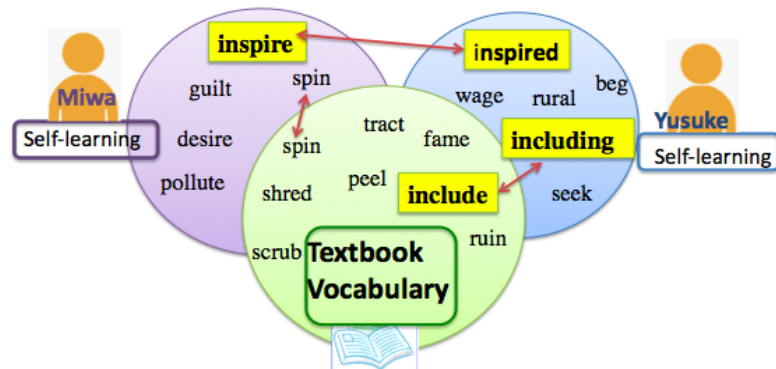 inspire
inspired
guilt
spin
Miwa
Self-learning
desire
pollute
wage
rural
beg
Yusuke
Self-learning
including
seek
tract
fame
spin
peel
shred
include
scrub
ruin
Textbook
Vocabulary